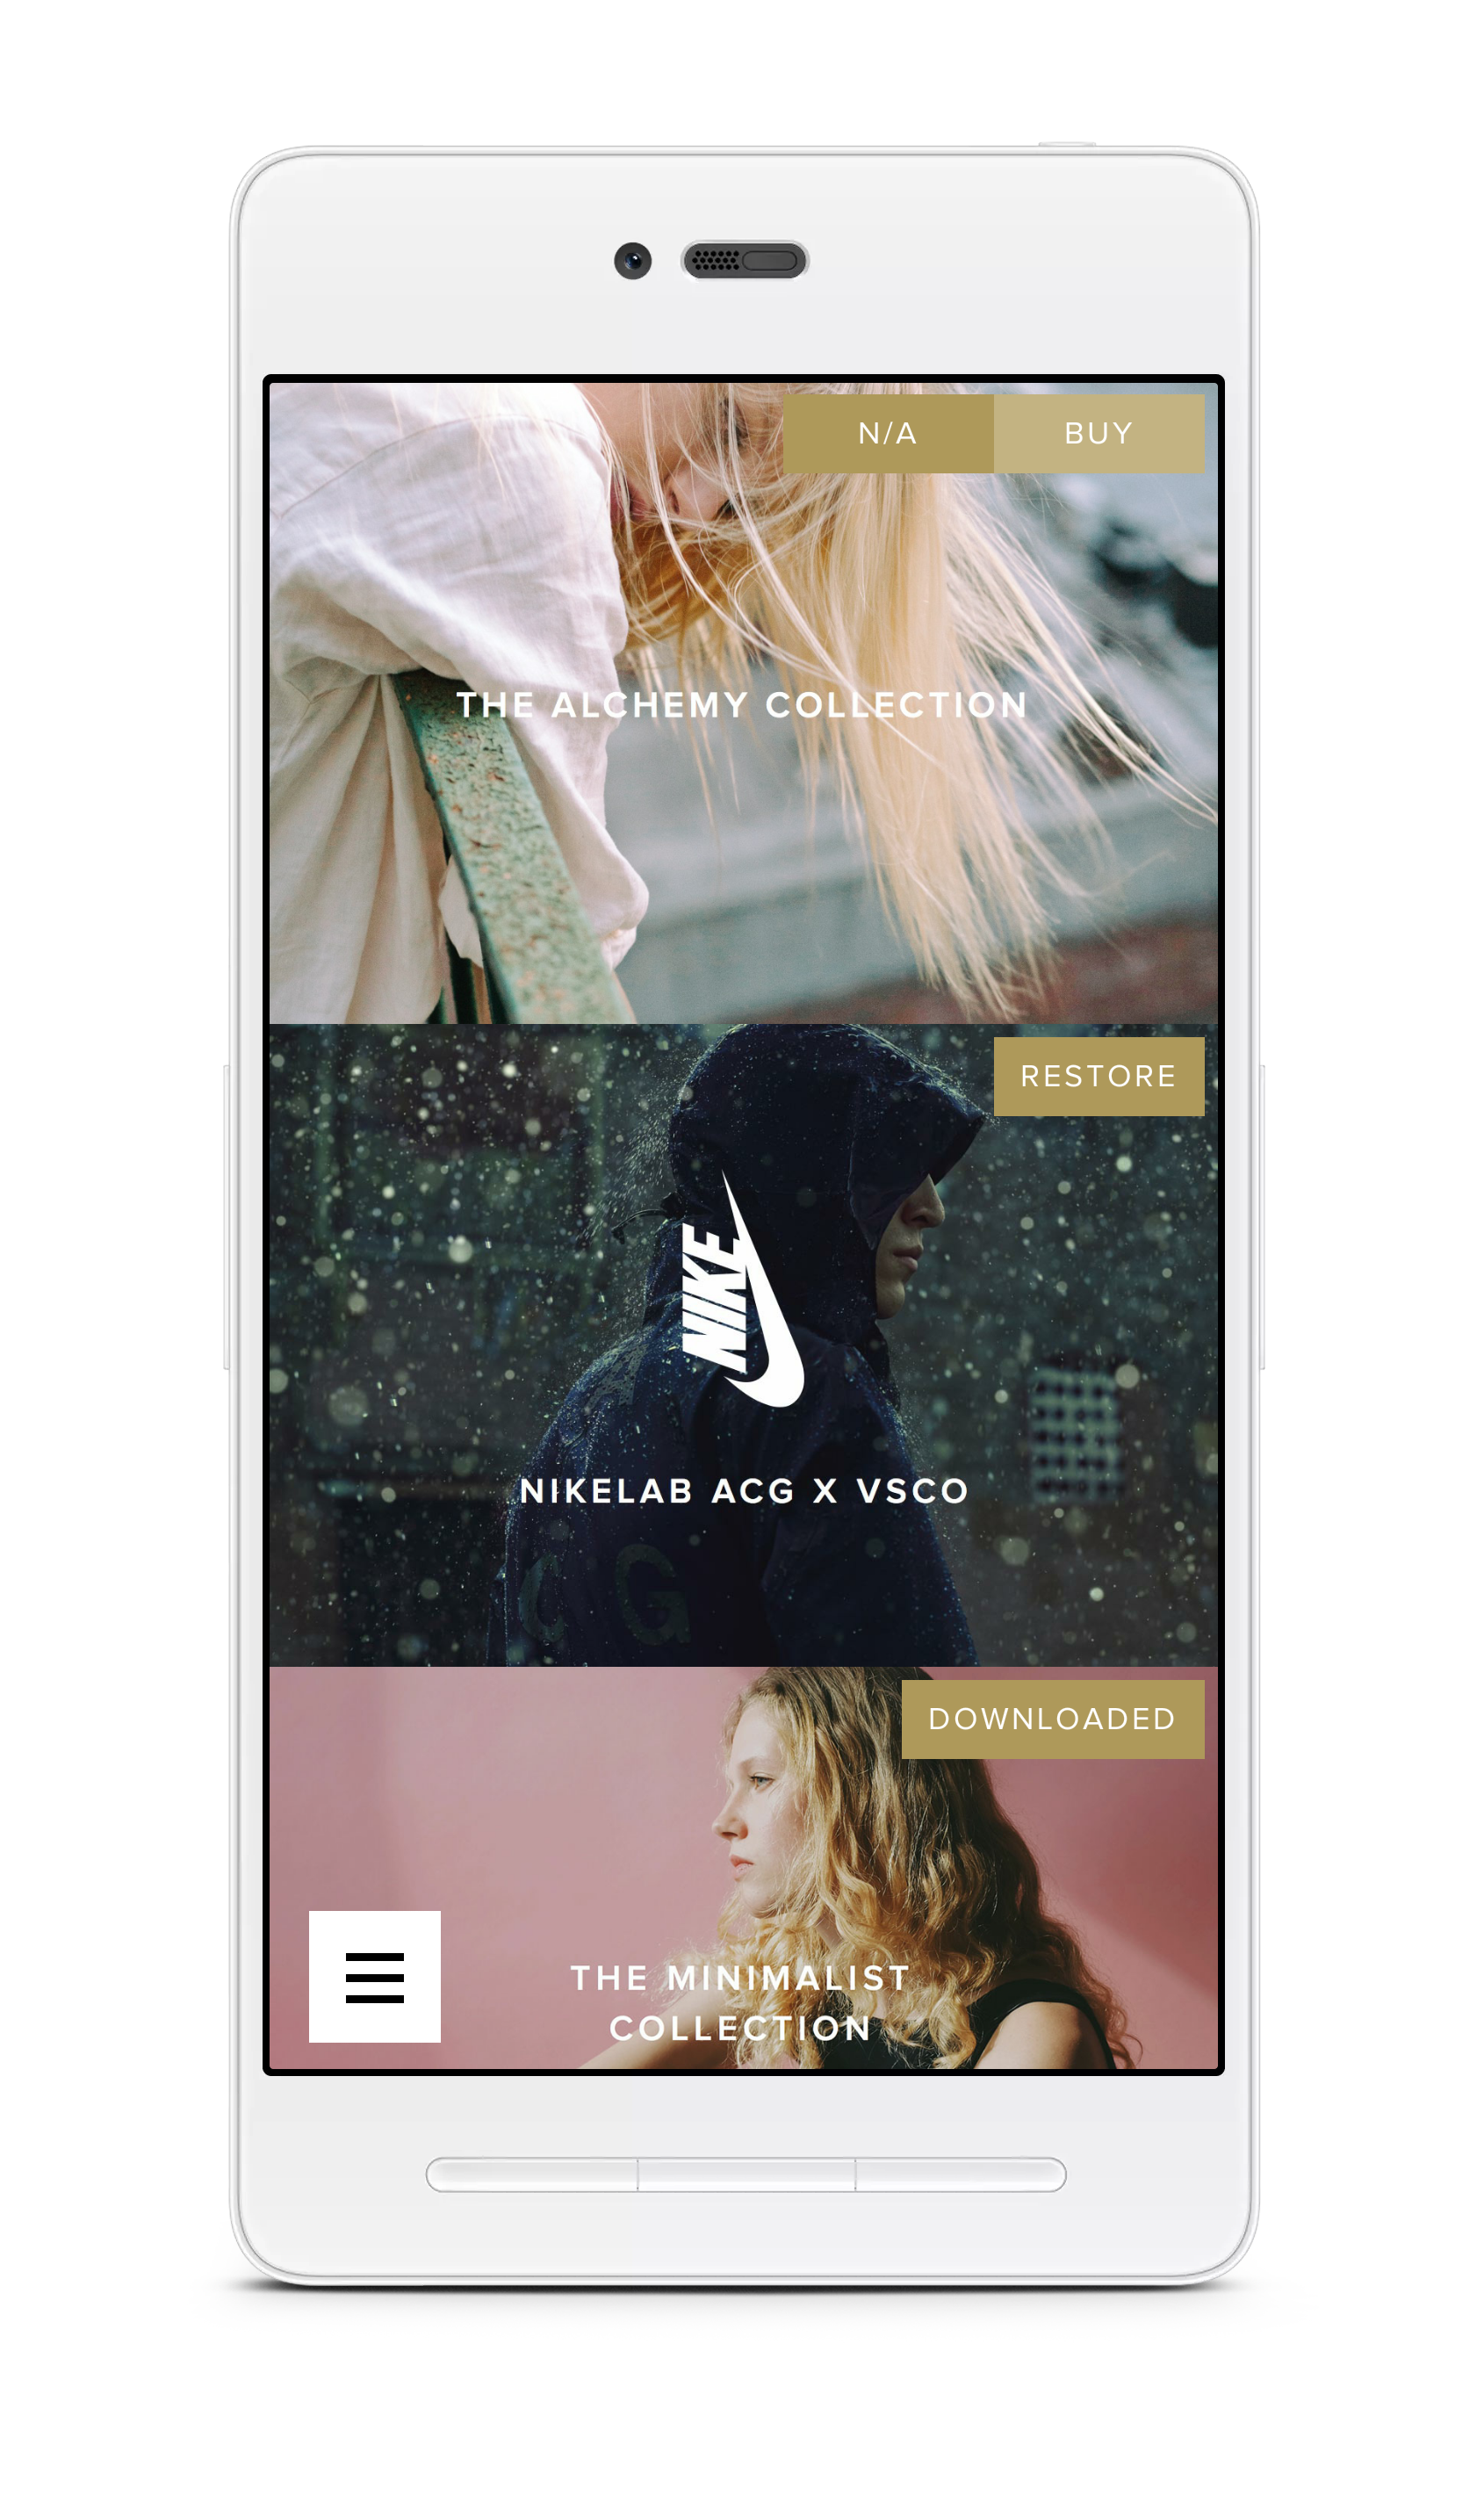 N/A BUY
THE ALCHEMY COLLECTION
RESTORE
NIKE
NIKELAB ACG X VSCO
C G
DOWNLOADED
THE MINIMALIST
COLLECTION